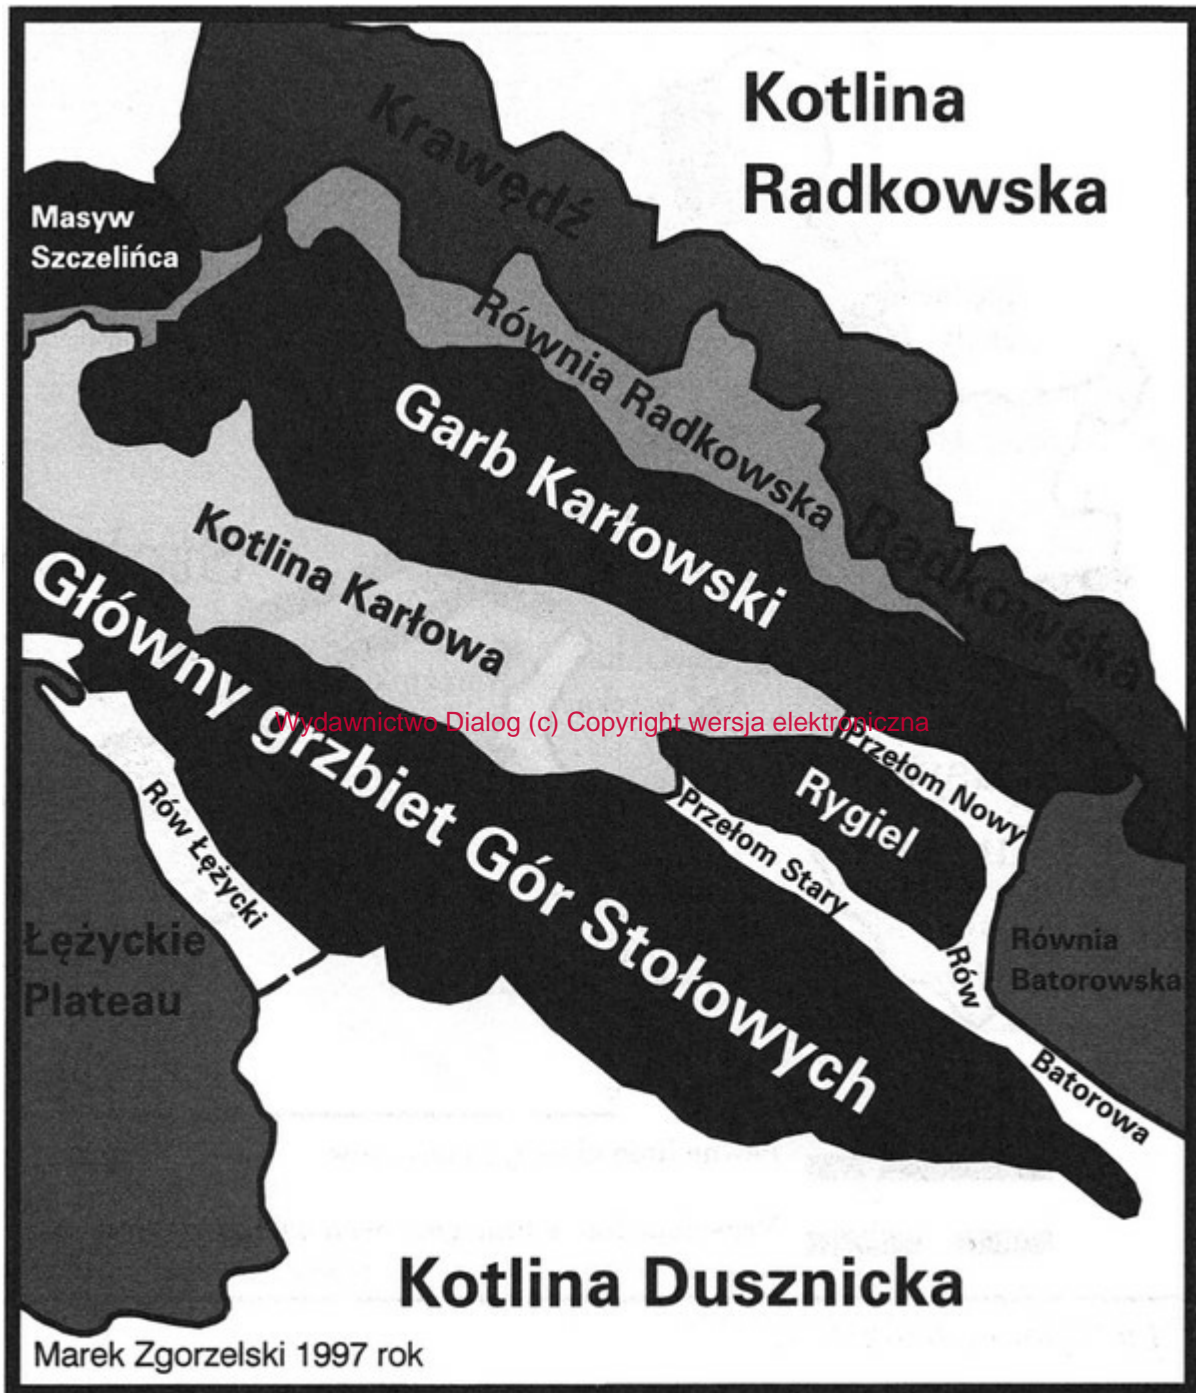 Kotlina
Radkowska
Krawędź
Radkowska
Masyw
Szczelińca
Równia Radkowska
Garb Karłowski
Kotlina Karłowa
Główny grzbiet Gór Stołowych
Wydawnictwo Dialog (c) Copyright wersja elektroniczna
Przełom Nowy
Rygiel
Przełom Stary
Rów Łężycki
Łężyckie
Plateau
Równia
Batorowska
Rów
Batorowa
Kotlina Dusznicka
Marek Zgorzelski 1997 rok